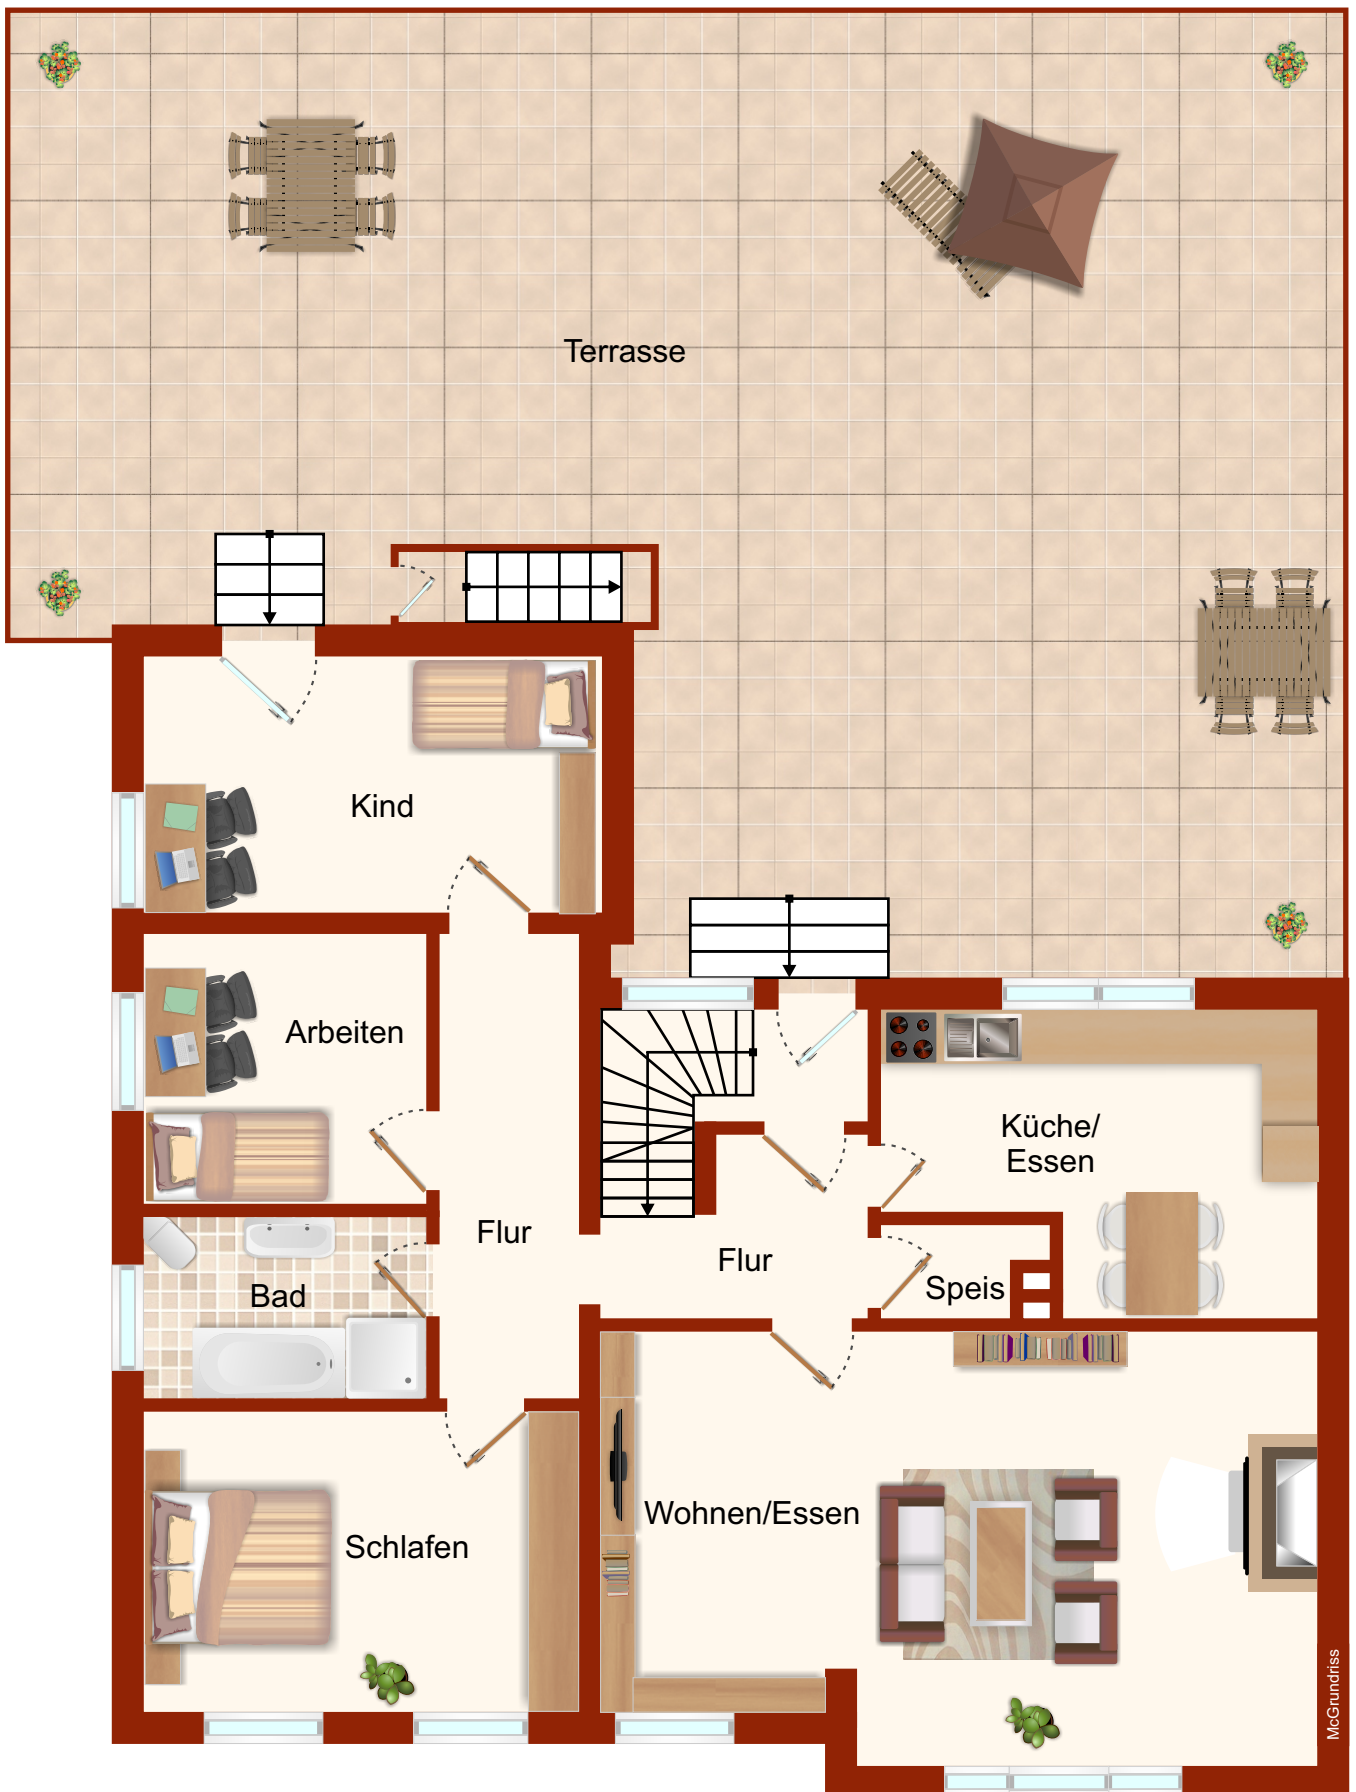 Terrasse
Kind
Arbeiten
Küche/
Essen
Flur
Flur
Speis
Bad
Wohnen/Essen
Schlafen
McGrundriss